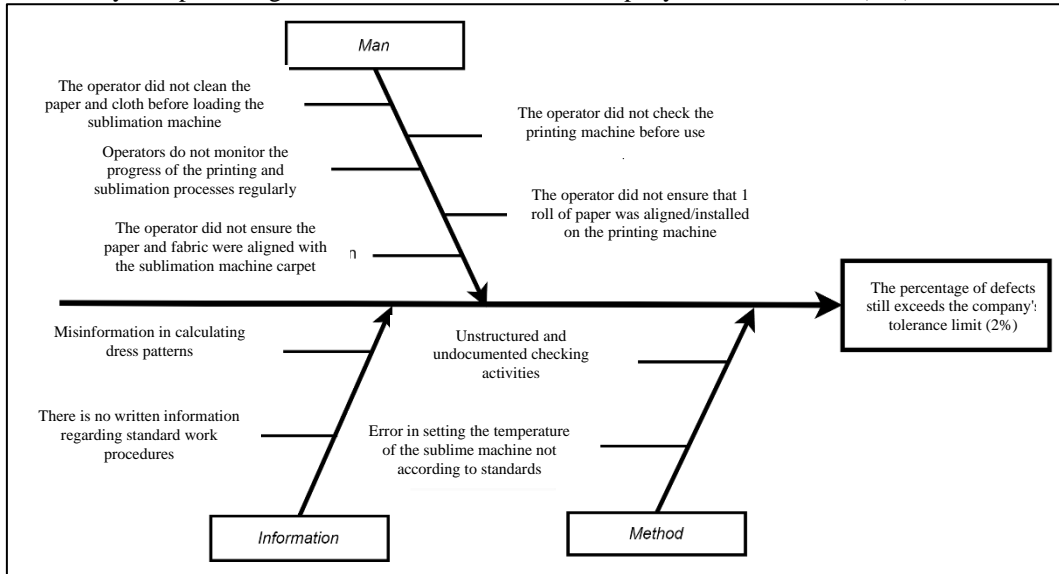 Man
The operator did not clean the
paper and cloth before loading the
sublimation machine
The operator did not check the
printing machine before use
.
Operators do not monitor the
progress of the printing and
sublimation processes regularly
The operator did not ensure that 1
roll of paper was aligned/installed
on the printing machine
The operator did not ensure the
paper and fabric were aligned with
the sublimation machine carpet
n
The percentage of defects
still exceeds the company's
tolerance limit (2%)
Misinformation in calculating
dress patterns
Unstructured and
undocumented checking
activities
There is no written information
regarding standard work
procedures
Error in setting the temperature
of the sublime machine not
according to standards
Information
Method